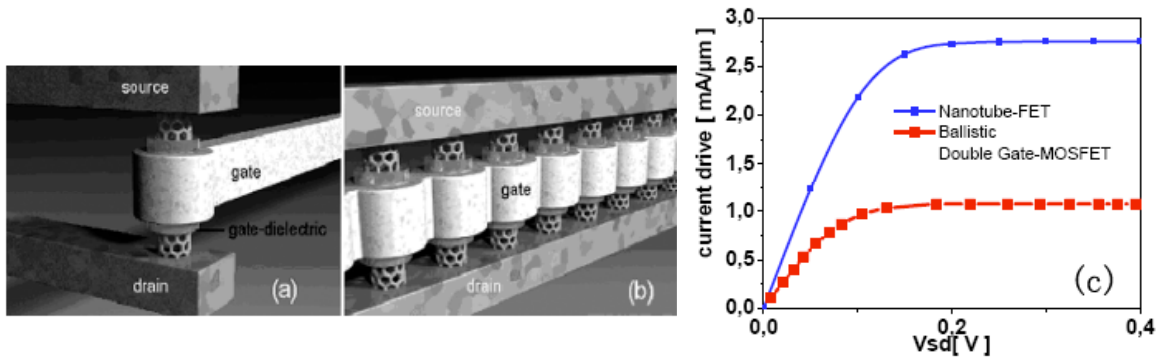 source
gate
gate-dielectric
drain
(a)
source
gate
drain
(b)
current drive [ mA/µm]
3,0
2,5
2,0
1,5
1,0
0,5
0,0
Nanotube-FET
Ballistic
Double Gate-MOSFET
(c)
0,0
0,2
0,4
Vsd[ V ]